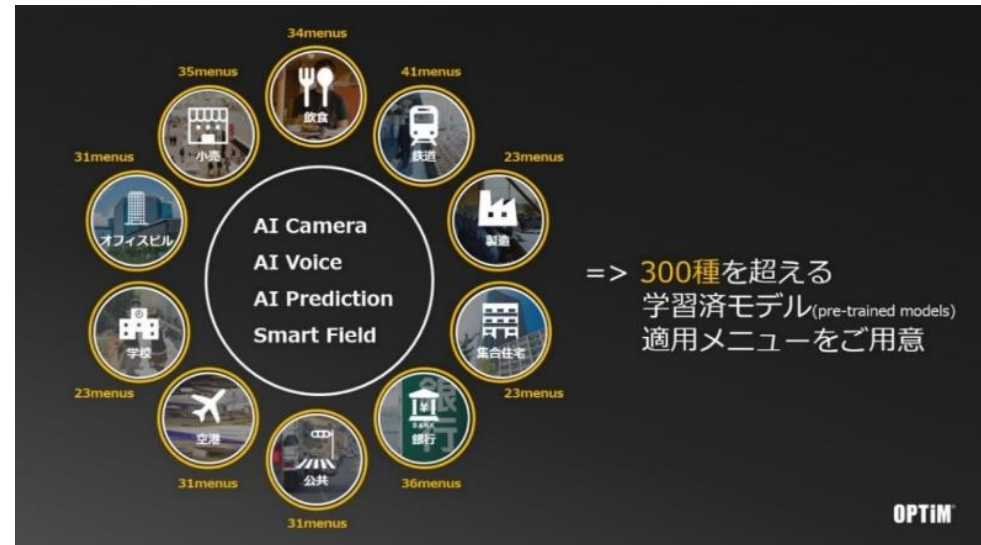 34menus
飲食
41menus
鉄道
23menus
製造
23menus
集合住宅
36menus
BANK
銀行
銀行
31menus
公共
31menus
空港
23menus
学校
31menus
オフィスビル
35menus
小売
AI Camera
AI Voice
AI Prediction
Smart Field
=> 300種を超える
学習済モデル(pre-trained models)
適用メニューをご用意
OPTiM